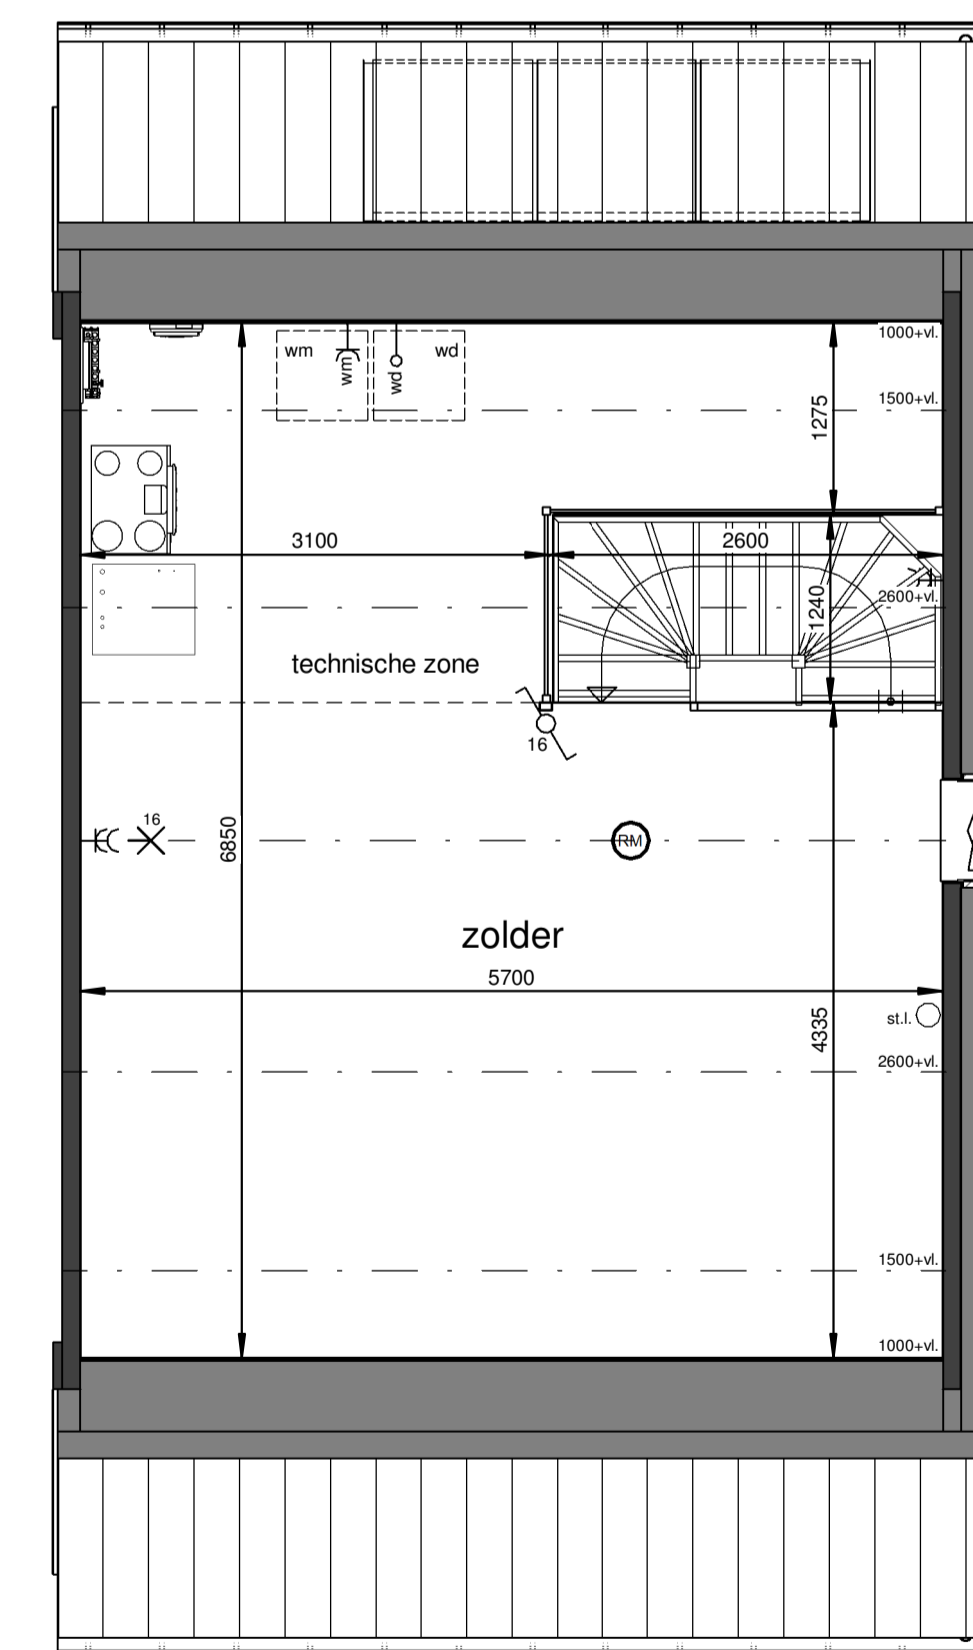 1000+vl.
wm
wm
wd
wd
1500+vl.
1275
3100
2600
2600+vl.
1240
technische zone
16
16
RM
6850
zolder
5700
4335
st.l.
2600+vl.
1500+vl.
1000+vl.